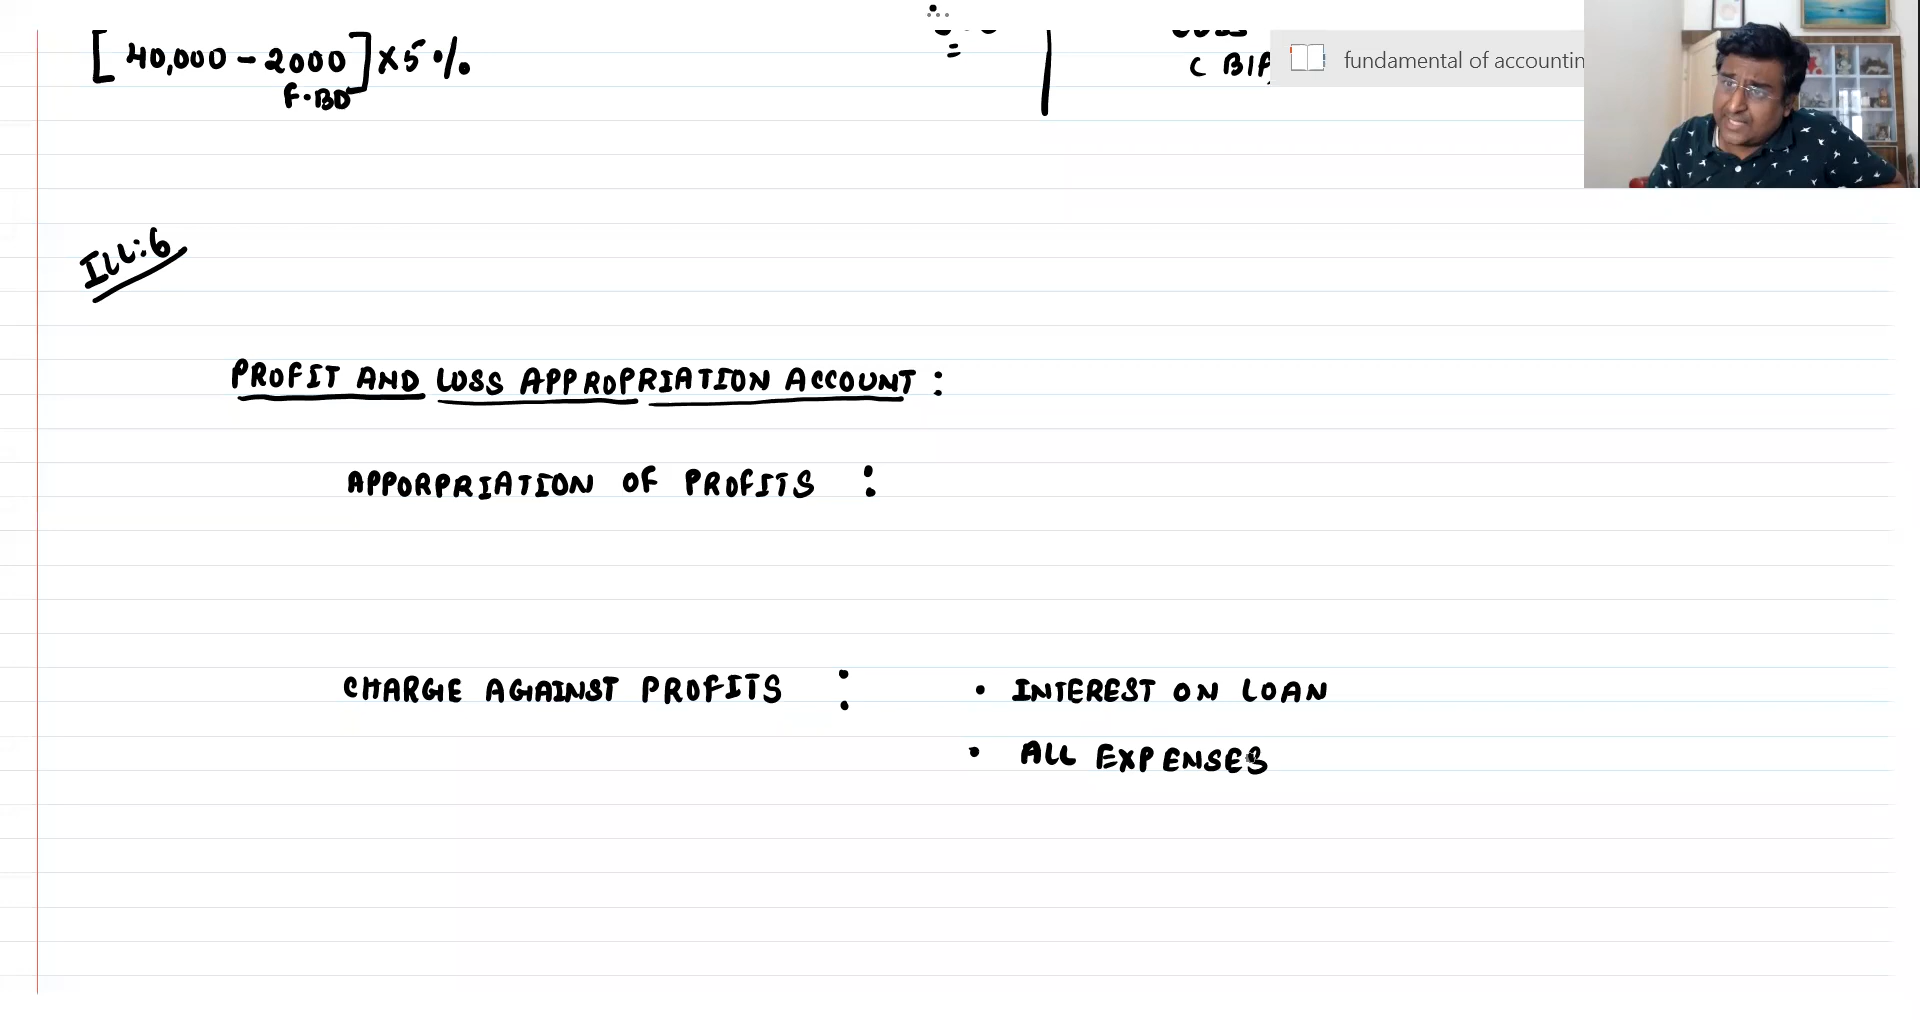 [ 40,000 - 2000 ] X 5 %
F.BD
fundamental of accountin
ILL:6
PROFIT AND LOSS APPROPRIATION ACCOUNT :
APPORPRIATION OF PROFITS :
CHARGE AGAINST PROFITS : • INTEREST ON LOAN
• ALL EXPENSES